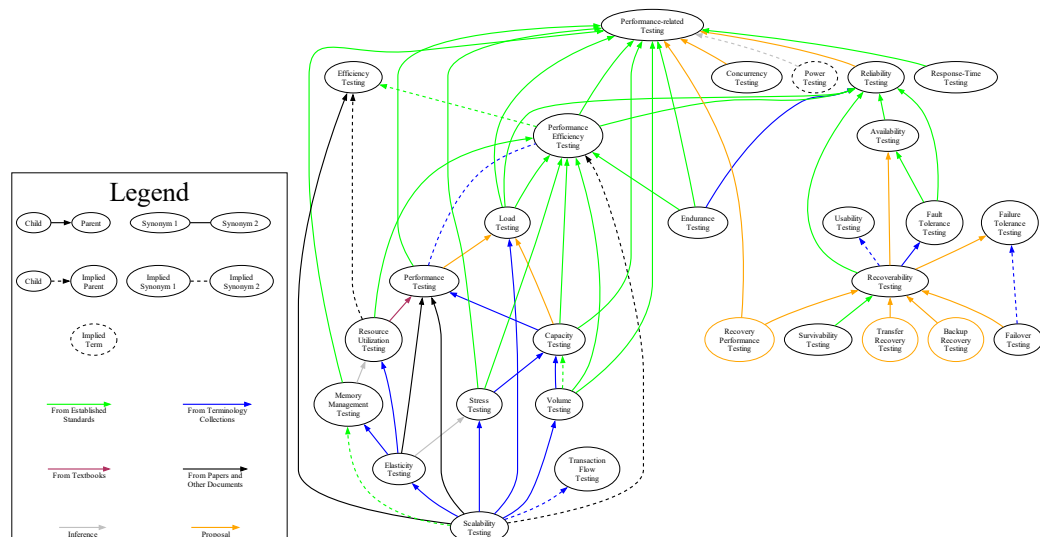 Performance-related
Testing
Efficiency
Testing
Concurrency
Testing
Power
Testing
Reliability
Testing
Response-Time
Testing
Performance
Efficiency
Testing
Availability
Testing
Legend
Child
Parent
Synonym 1
Synonym 2
Load
Testing
Endurance
Testing
Usability
Testing
Fault
Tolerance
Testing
Failure
Tolerance
Testing
Child
Implied
Parent
Implied
Synonym 1
Implied
Synonym 2
Performance
Testing
Recoverability
Testing
Implied
Term
Resource
Utilization
Testing
Capacity
Testing
Recovery
Performance
Testing
Survivability
Testing
Transfer
Recovery
Testing
Backup
Recovery
Testing
Failover
Testing
From Established
Standards
From Terminology
Collections
Memory
Management
Testing
Stress
Testing
Volume
Testing
From Textbooks
From Papers and
Other Documents
Elasticity
Testing
Transaction
Flow
Testing
Inference
Proposal
Scalability
Testing